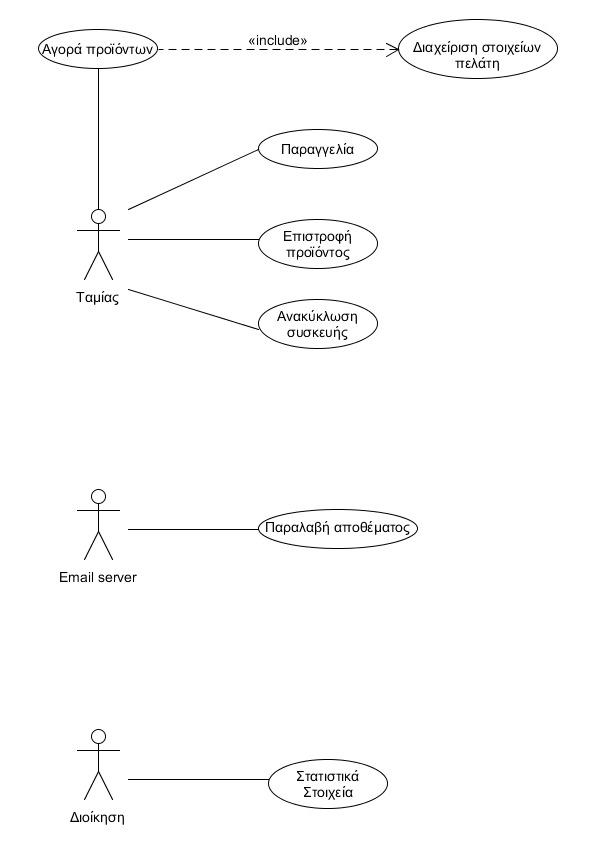 «include»
Αγορά προϊόντων
Διαχείριση στοιχείων
πελάτη
Παραγγελία
Επιστροφή
προϊόντος
Ταμίας
Ανακύκλωση
συσκευής
Παραλαβή αποθέματος
Email server
Στατιστικά
Στοιχεία
Διοίκηση